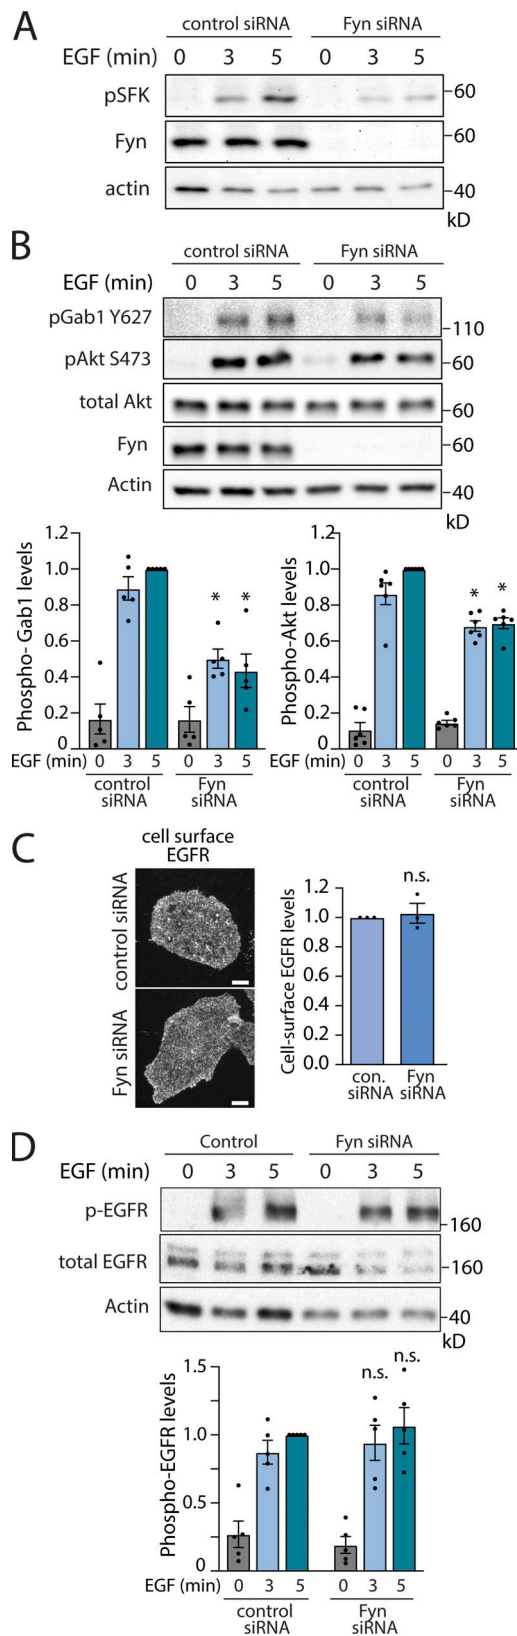 A
control siRNA Fyn siRNA
EGF (min) 0 3 5 0 3 5
pSFK 60
Fyn 60
actin 40
kD
B
control siRNA Fyn siRNA
EGF (min) 0 3 5 0 3 5
pGab1 Y627 110
pAkt S473 60
total Akt 60
Fyn 60
Actin 40
kD
Phospho- Gab1 levels
1.2
1.0
0.8
0.6
0.4
0.2
0
* *
EGF (min) 0 3 5 0 3 5
control siRNA
Fyn siRNA
Phospho-Akt levels
1.2
1.0
0.8
0.6
0.4
0.2
0
* *
EGF (min) 0 3 5 0 3 5
control siRNA
Fyn siRNA
C
cell surface
EGFR
control siRNA
Fyn siRNA
Cell-surface EGFR levels
1.2
1.0
0.8
0.6
0.4
0.2
0.0
n.s.
con. siRNA
Fyn siRNA
D
Control Fyn siRNA
EGF (min) 0 3 5 0 3 5
p-EGFR 160
total EGFR 160
Actin 40
kD
Phospho-EGFR levels
1.5
1.0
0.5
0
n.s. n.s.
EGF (min) 0 3 5 0 3 5
control siRNA
Fyn siRNA